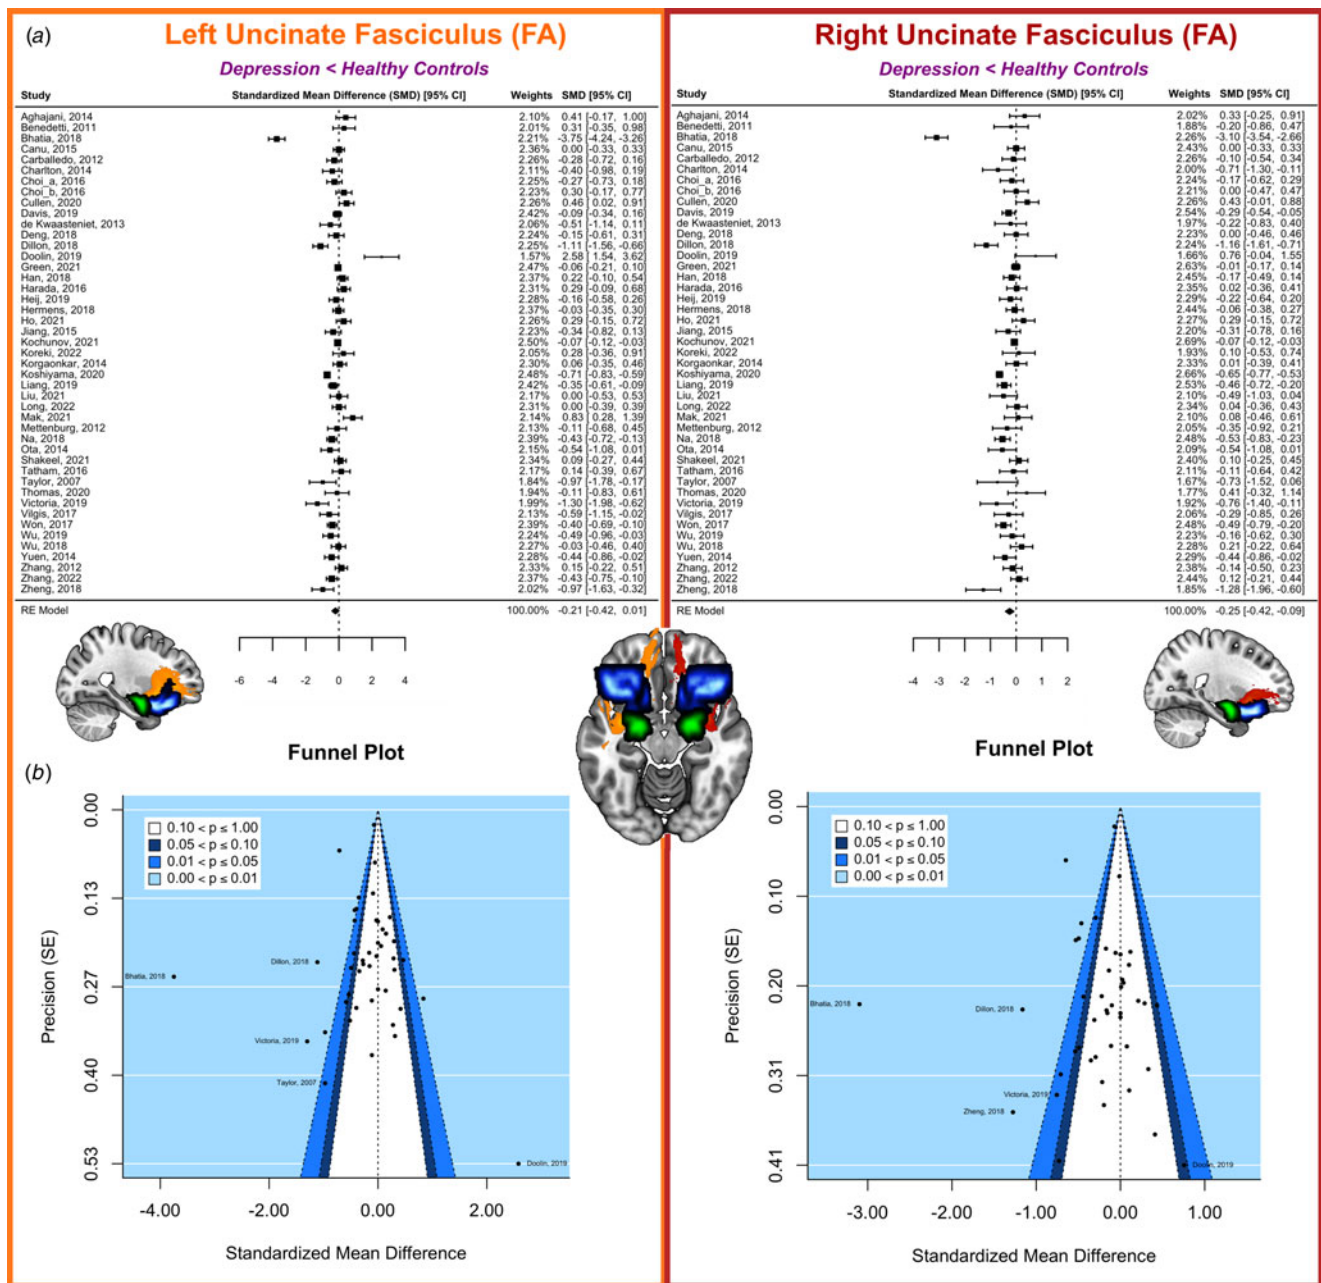 (a)
Left Uncinate Fasciculus (FA)
Depression < Healthy Controls
Study Standardized Mean Difference (SMD) [95% CI] Weights SMD [95% CI]
Aghajani, 2014 2.10% 0.41 [-0.17, 1.00]
Benedetti, 2011 2.01% 0.31 [-0.35, 0.98]
Bhatia, 2018 2.21% -3.75 [-4.24, -3.26]
Canu, 2015 2.36% 0.00 [-0.33, 0.33]
Carballedo, 2012 2.26% -0.28 [-0.72, 0.16]
Charlton, 2014 2.11% -0.40 [-0.98, 0.19]
Choi_a, 2016 2.25% -0.27 [-0.73, 0.18]
Choi_b, 2016 2.23% 0.30 [-0.17, 0.77]
Cullen, 2020 2.26% 0.46 [0.02, 0.91]
Davis, 2019 2.42% -0.09 [-0.34, 0.16]
de Kwaasteniet, 2013 2.06% -0.51 [-1.14, 0.11]
Deng, 2018 2.24% -0.15 [-0.61, 0.31]
Dillon, 2018 2.25% -1.11 [-1.56, -0.66]
Doolin, 2019 1.57% 2.58 [1.54, 3.62]
Green, 2021 2.47% -0.06 [-0.21, 0.10]
Han, 2018 2.37% 0.22 [-0.10, 0.54]
Harada, 2016 2.31% 0.29 [-0.09, 0.68]
Heij, 2019 2.28% -0.16 [-0.58, 0.26]
Hermens, 2018 2.37% -0.03 [-0.35, 0.30]
Ho, 2021 2.26% 0.29 [-0.15, 0.72]
Jiang, 2015 2.23% -0.34 [-0.82, 0.13]
Kochunov, 2021 2.50% -0.07 [-0.12, -0.03]
Koreki, 2022 2.05% 0.28 [-0.36, 0.91]
Korgaonkar, 2014 2.30% 0.06 [-0.35, 0.46]
Koshiyama, 2020 2.48% -0.71 [-0.83, -0.59]
Liang, 2019 2.42% -0.35 [-0.61, -0.09]
Liu, 2021 2.17% 0.00 [-0.53, 0.53]
Long, 2022 2.31% 0.00 [-0.39, 0.39]
Mak, 2021 2.14% 0.83 [0.28, 1.39]
Mettenburg, 2012 2.13% -0.11 [-0.68, 0.45]
Na, 2018 2.39% -0.43 [-0.72, -0.13]
Ota, 2014 2.15% -0.54 [-1.08, 0.01]
Shakeel, 2021 2.34% 0.09 [-0.27, 0.44]
Tatham, 2016 2.17% 0.14 [-0.39, 0.67]
Taylor, 2007 1.84% -0.97 [-1.78, -0.17]
Thomas, 2020 1.94% -0.11 [-0.83, 0.61]
Victoria, 2019 1.99% -1.30 [-1.98, -0.62]
Vilgis, 2017 2.13% -0.59 [-1.15, -0.02]
Won, 2017 2.39% -0.40 [-0.69, -0.10]
Wu, 2019 2.24% -0.49 [-0.96, -0.03]
Wu, 2018 2.27% -0.03 [-0.46, 0.40]
Yuen, 2014 2.28% -0.44 [-0.86, -0.02]
Zhang, 2012 2.33% 0.15 [-0.22, 0.51]
Zhang, 2022 2.37% -0.43 [-0.75, -0.10]
Zheng, 2018 2.02% -0.97 [-1.63, -0.32]
RE Model 100.00% -0.21 [-0.42, 0.01]
-6 -4 -2 0 2 4 6
Right Uncinate Fasciculus (FA)
Depression < Healthy Controls
Study Standardized Mean Difference (SMD) [95% CI] Weights SMD [95% CI]
Aghajani, 2014 2.02% 0.33 [-0.25, 0.91]
Benedetti, 2011 1.88% -0.20 [-0.86, 0.47]
Bhatia, 2018 2.26% -3.10 [-3.54, -2.66]
Canu, 2015 2.43% 0.00 [-0.33, 0.33]
Carballedo, 2012 2.26% -0.10 [-0.54, 0.34]
Charlton, 2014 2.00% -0.71 [-1.30, -0.11]
Choi_a, 2016 2.24% -0.17 [-0.62, 0.29]
Choi_b, 2016 2.21% 0.00 [-0.47, 0.47]
Cullen, 2020 2.26% 0.43 [-0.01, 0.88]
Davis, 2019 2.54% -0.29 [-0.54, -0.05]
de Kwaasteniet, 2013 1.97% -0.22 [-0.83, 0.40]
Deng, 2018 2.23% 0.00 [-0.46, 0.46]
Dillon, 2018 2.24% -1.16 [-1.61, -0.71]
Doolin, 2019 1.66% 0.76 [-0.04, 1.55]
Green, 2021 2.63% -0.01 [-0.17, 0.14]
Han, 2018 2.45% -0.17 [-0.49, 0.14]
Harada, 2016 2.35% 0.02 [-0.36, 0.41]
Heij, 2019 2.29% -0.22 [-0.64, 0.20]
Hermens, 2018 2.44% -0.06 [-0.38, 0.27]
Ho, 2021 2.27% 0.29 [-0.15, 0.72]
Jiang, 2015 2.20% -0.31 [-0.78, 0.16]
Kochunov, 2021 2.69% -0.07 [-0.12, -0.03]
Koreki, 2022 1.93% 0.10 [-0.53, 0.74]
Korgaonkar, 2014 2.33% 0.01 [-0.39, 0.41]
Koshiyama, 2020 2.66% -0.65 [-0.77, -0.53]
Liang, 2019 2.53% -0.46 [-0.72, -0.20]
Liu, 2021 2.10% -0.49 [-1.03, 0.04]
Long, 2022 2.34% 0.04 [-0.36, 0.43]
Mak, 2021 2.10% 0.08 [-0.46, 0.61]
Mettenburg, 2012 2.05% -0.35 [-0.92, 0.21]
Na, 2018 2.48% -0.53 [-0.83, -0.23]
Ota, 2014 2.09% -0.54 [-1.08, 0.01]
Shakeel, 2021 2.40% 0.10 [-0.25, 0.45]
Tatham, 2016 2.11% -0.11 [-0.64, 0.42]
Taylor, 2007 1.67% -0.73 [-1.52, 0.06]
Thomas, 2020 1.77% 0.41 [-0.32, 1.14]
Victoria, 2019 1.92% -0.76 [-1.40, -0.11]
Vilgis, 2017 2.06% -0.29 [-0.85, 0.26]
Won, 2017 2.48% -0.49 [-0.79, -0.20]
Wu, 2019 2.23% -0.16 [-0.62, 0.30]
Wu, 2018 2.28% 0.21 [-0.22, 0.64]
Yuen, 2014 2.29% -0.44 [-0.86, -0.02]
Zhang, 2012 2.38% -0.14 [-0.50, 0.23]
Zhang, 2022 2.44% 0.12 [-0.21, 0.44]
Zheng, 2018 1.85% -1.28 [-1.96, -0.60]
RE Model 100.00% -0.25 [-0.42, -0.09]
-4 -3 -2 -1 0 1 2
(b)
Funnel Plot
0.10 < p ≤ 1.00
0.05 < p ≤ 0.10
0.01 < p ≤ 0.05
0.00 < p ≤ 0.01
Precision (SE)
0.00
0.13
0.27
0.40
0.53
Dillon, 2018
Bhatia, 2018
Victoria, 2019
Taylor, 2007
Doolin, 2019
-4.00 -2.00 0.00 2.00
Standardized Mean Difference
Funnel Plot
0.10 < p ≤ 1.00
0.05 < p ≤ 0.10
0.01 < p ≤ 0.05
0.00 < p ≤ 0.01
Precision (SE)
0.00
0.10
0.20
0.31
0.41
Bhatia, 2018
Dillon, 2018
Victoria, 2019
Zheng, 2018
Doolin, 2019
-3.00 -2.00 -1.00 0.00 1.00
Standardized Mean Difference